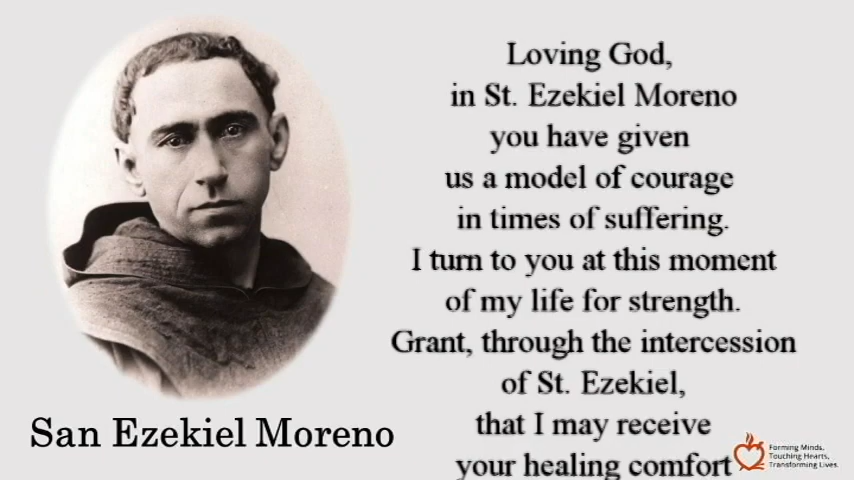 Loving God,
in St. Ezekiel Moreno
you have given
us a model of courage
in times of suffering.
I turn to you at this moment
of my life for strength.
Grant, through the intercession
of St. Ezekiel,
that I may receive
your healing comfort
San Ezekiel Moreno
Forming Minds,
Touching Hearts,
Transforming Lives.